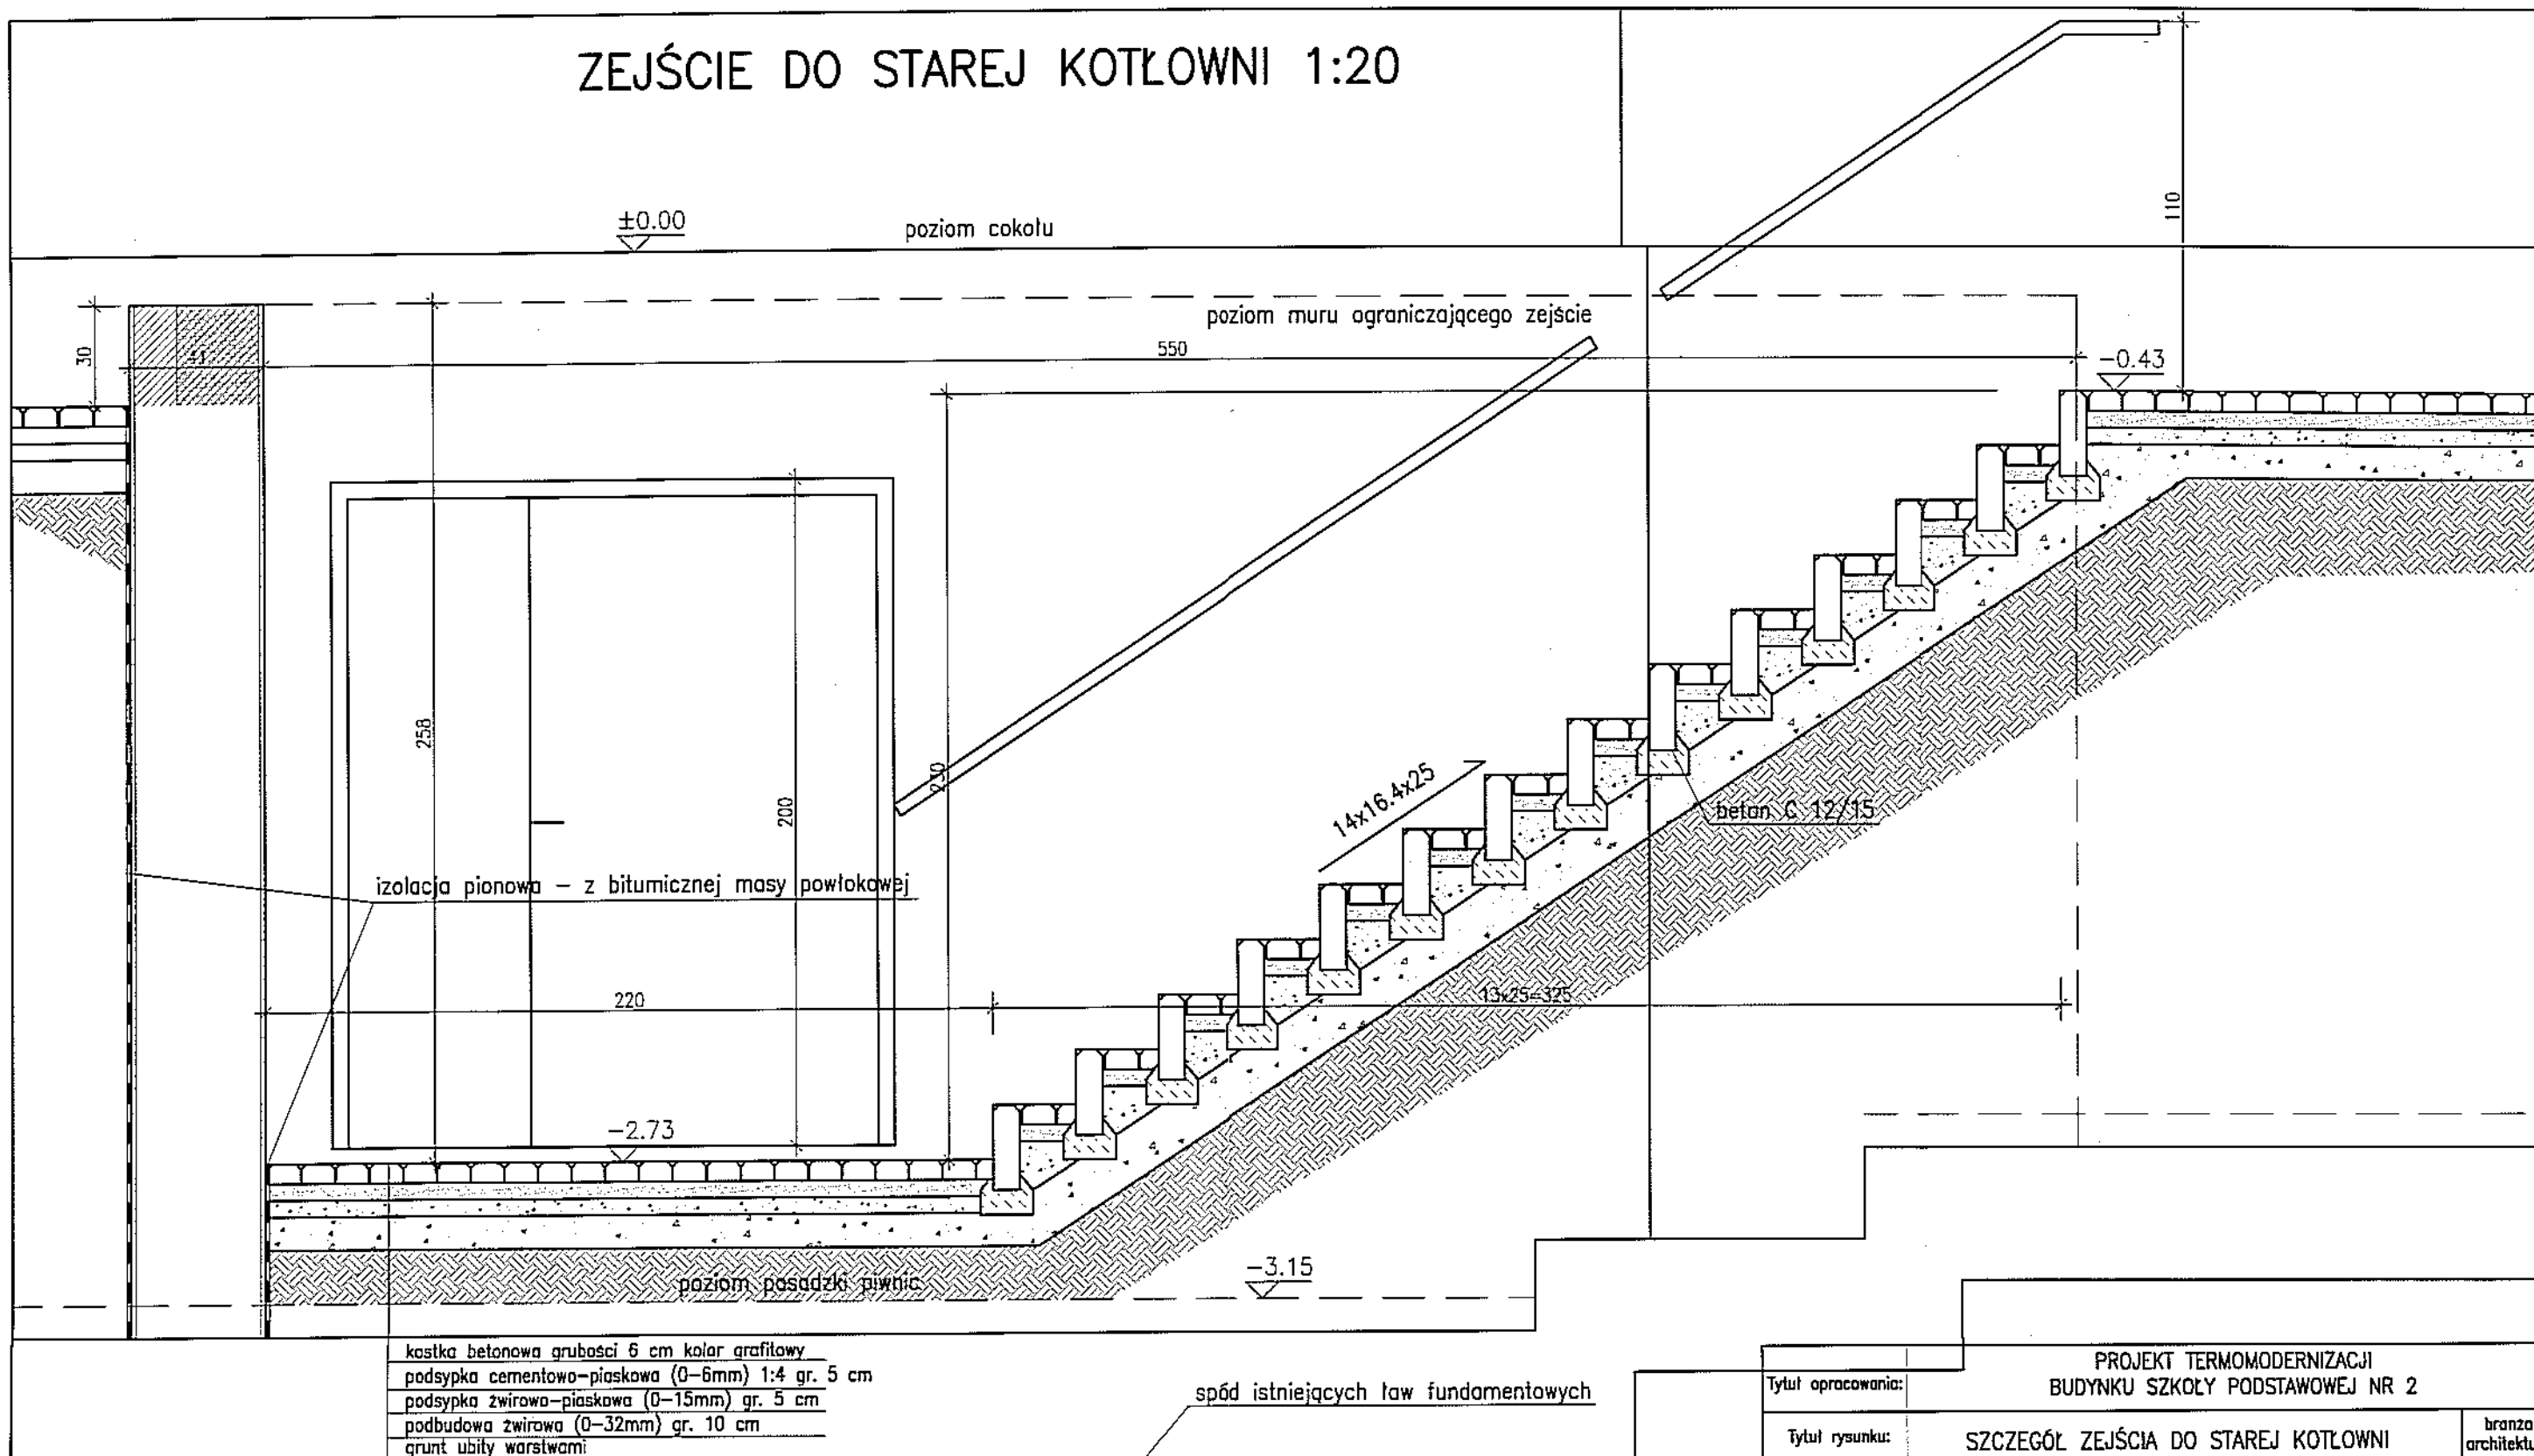 ZEJŚCIE DO STAREJ KOTŁOWNI 1:20
110
±0.00
poziom cokołu
poziom muru ograniczającego zejście
30
41
550
-0.43
258
230
200
14x16.4x25
beton C 12/15
izolacja pionowa – z bitumicznej masy powłokowej
220
13x25=325
-2.73
poziom posadzki piwnic
-3.15
kostka betonowa grubości 6 cm kolor grafitowy
podsypka cementowo-piaskowa (0-6mm) 1:4 gr. 5 cm
podsypka żwirowo-piaskowa (0-15mm) gr. 5 cm
podbudowa żwirowa (0-32mm) gr. 10 cm
grunt ubity warstwami
spód istniejących ław fundamentowych
Tytuł opracowania:
PROJEKT TERMOMODERNIZACJI
BUDYNKU SZKOŁY PODSTAWOWEJ NR 2
Tytuł rysunku:
SZCZEGÓŁ ZEJŚCIA DO STAREJ KOTŁOWNI
branża
architektu